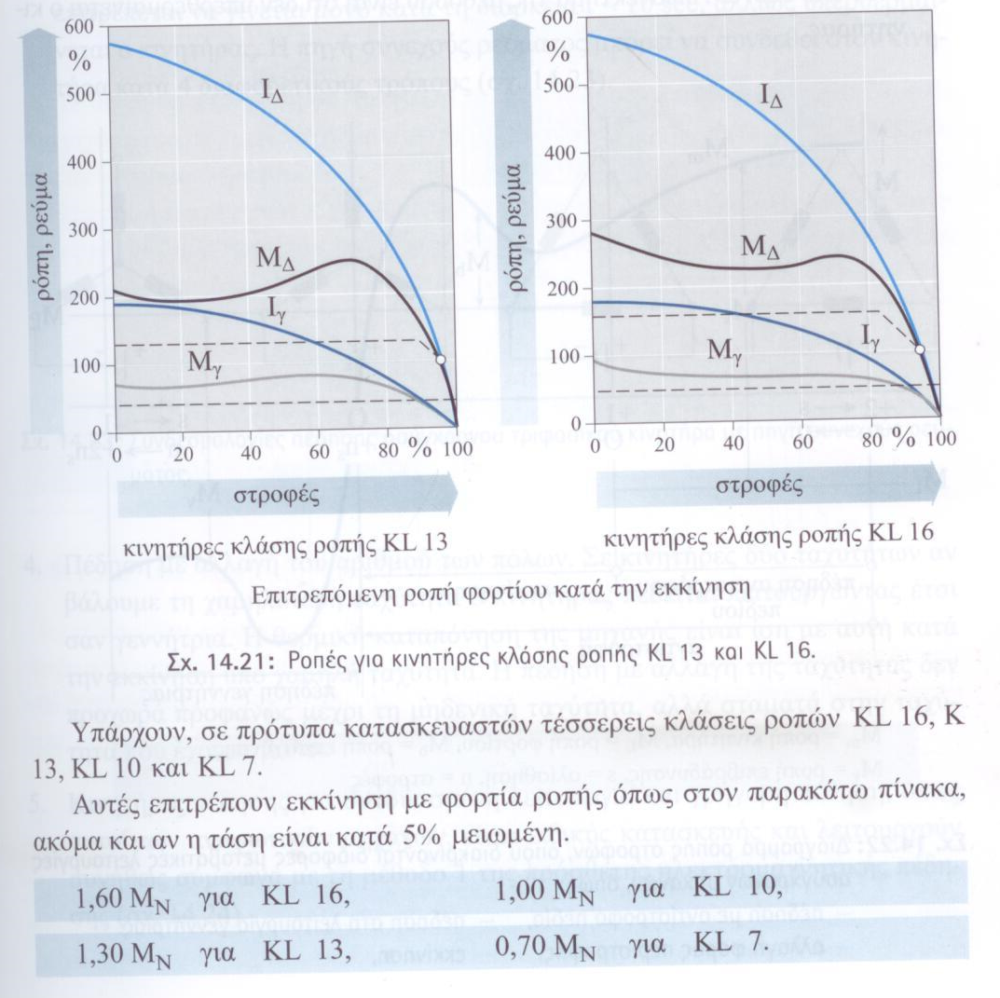 600
%
500
400
300
200
100
0
ρόπη, ρεύμα
I_Δ
M_Δ
I_γ
M_γ
0 20 40 60 80 % 100
στροφές
κινητήρες κλάσης ροπής KL 13
600
%
500
400
300
200
100
0
ρόπη, ρεύμα
I_Δ
M_Δ
I_γ
M_γ
0 20 40 60 80 % 100
στροφές
κινητήρες κλάσης ροπής KL 16
Επιτρεπόμενη ροπή φορτίου κατά την εκκίνηση
Σχ. 14.21: Ροπές για κινητήρες κλάσης ροπής KL 13 και KL 16.
Υπάρχουν, σε πρότυπα κατασκευαστών τέσσερεις κλάσεις ροπών, KL 16, K
13, KL 10 και KL 7.
Αυτές επιτρέπουν εκκίνηση με φορτία ροπής όπως στον παρακάτω πίνακα,
ακόμα και αν η τάση είναι κατά 5% μειωμένη.
1,60 M_N για KL 16, 1,00 M_N για KL 10,
1,30 M_N για KL 13, 0,70 M_N για KL 7.